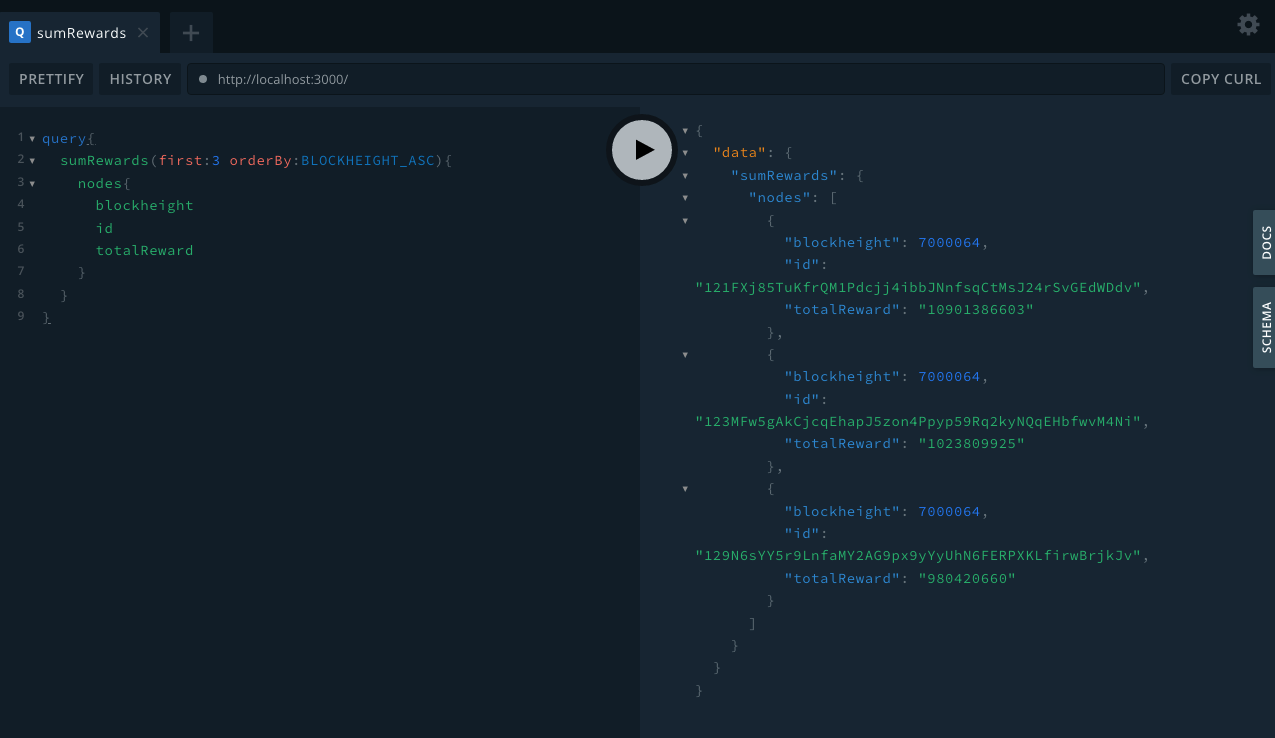 Q sumRewards
PRETTIFY HISTORY http://localhost:3000/ COPY CURL
1 query{
2 sumRewards(first:3 orderBy:BLOCKHEIGHT_ASC){
3 nodes{
4 blockheight
5 id
6 totalReward
7 }
8 }
9 }
{
"data": {
"sumRewards": {
"nodes": [
{
"blockheight": 7000064,
"id":
"121FXj85TuKfrQM1Pdcjj4ibbJNnfsqCtMsJ24rSvGEdWDdv",
"totalReward": "10901386603"
},
{
"blockheight": 7000064,
"id":
"123MFw5gAkCjcqEhapJ5zon4Ppyp59Rq2kyNQqEHbfwvM4Ni",
"totalReward": "1023809925"
},
{
"blockheight": 7000064,
"id":
"129N6sYY5r9LnfaMY2AG9px9yYyUhN6FERPXKLfirwBrjkJv",
"totalReward": "980420660"
}
]
}
}
}
DOCS
SCHEMA